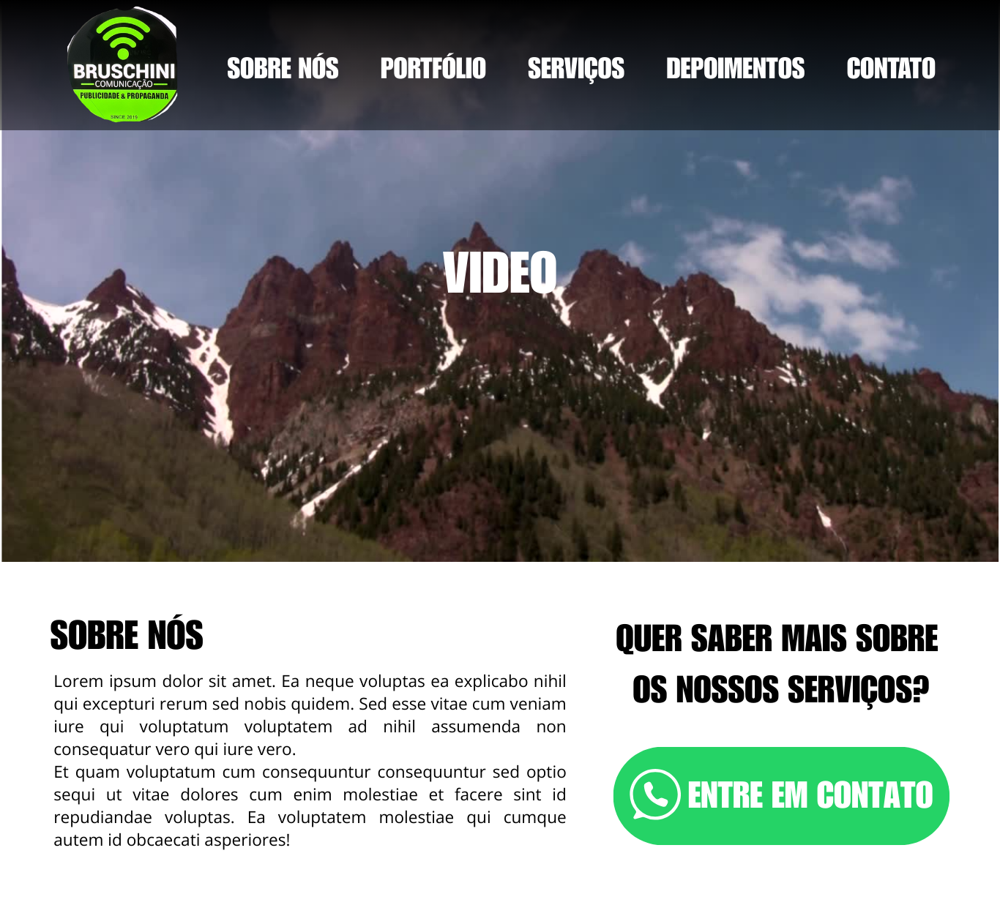 BRUSCHINI
COMUNICAÇÃO
PUBLICIDADE & PROPAGANDA
SINCE 2019
SOBRE NÓS PORTFÓLIO SERVIÇOS DEPOIMENTOS CONTATO
VIDEO
SOBRE NÓS
Lorem ipsum dolor sit amet. Ea neque voluptas ea explicabo nihil
qui excepturi rerum sed nobis quidem. Sed esse vitae cum veniam
iure qui voluptatum voluptatem ad nihil assumenda non
consequatur vero qui iure vero.
Et quam voluptatum cum consequuntur consequuntur sed optio
sequi ut vitae dolores cum enim molestiae et facere sint id
repudiandae voluptas. Ea voluptatem molestiae qui cumque
autem id obcaecati asperiores!
QUER SABER MAIS SOBRE
OS NOSSOS SERVIÇOS?
ENTRE EM CONTATO